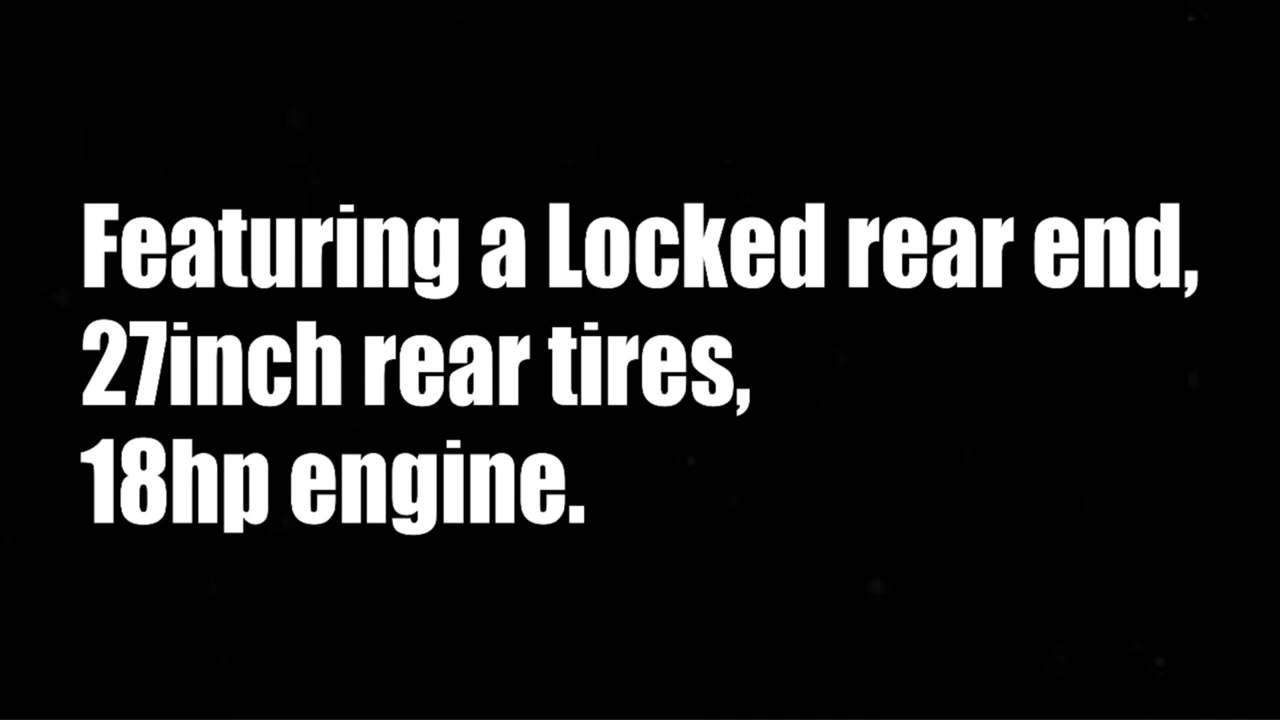 Featuring a Locked rear end,
27inch rear tires,
18hp engine.